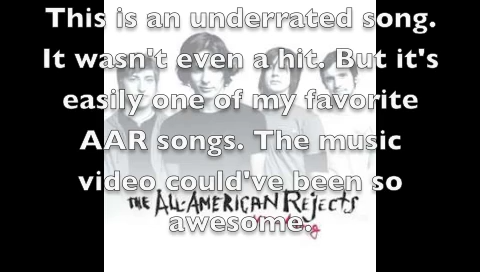 This is an underrated song.
It wasn't even a hit. But it's
easily one of my favorite
AAR songs. The music
video could've been so
THE ALL-AMERICAN REJECTS
awesome.